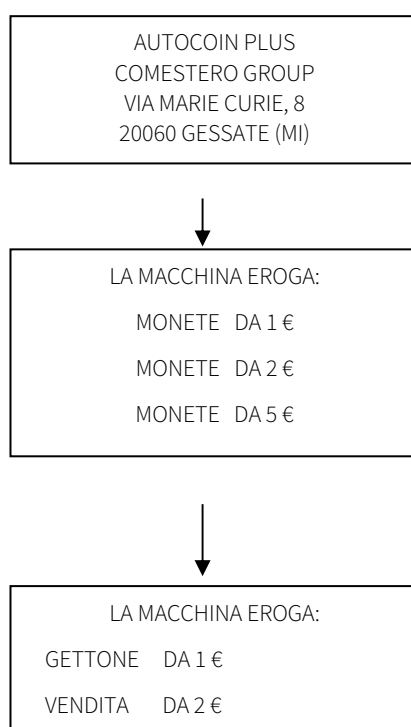 AUTOCOIN PLUS
COMESTERO GROUP
VIA MARIE CURIE, 8
20060 GESSATE (MI)
LA MACCHINA EROGA:
MONETE DA 1 €
MONETE DA 2 €
MONETE DA 5 €
LA MACCHINA EROGA:
GETTONE DA 1 €
VENDITA DA 2 €